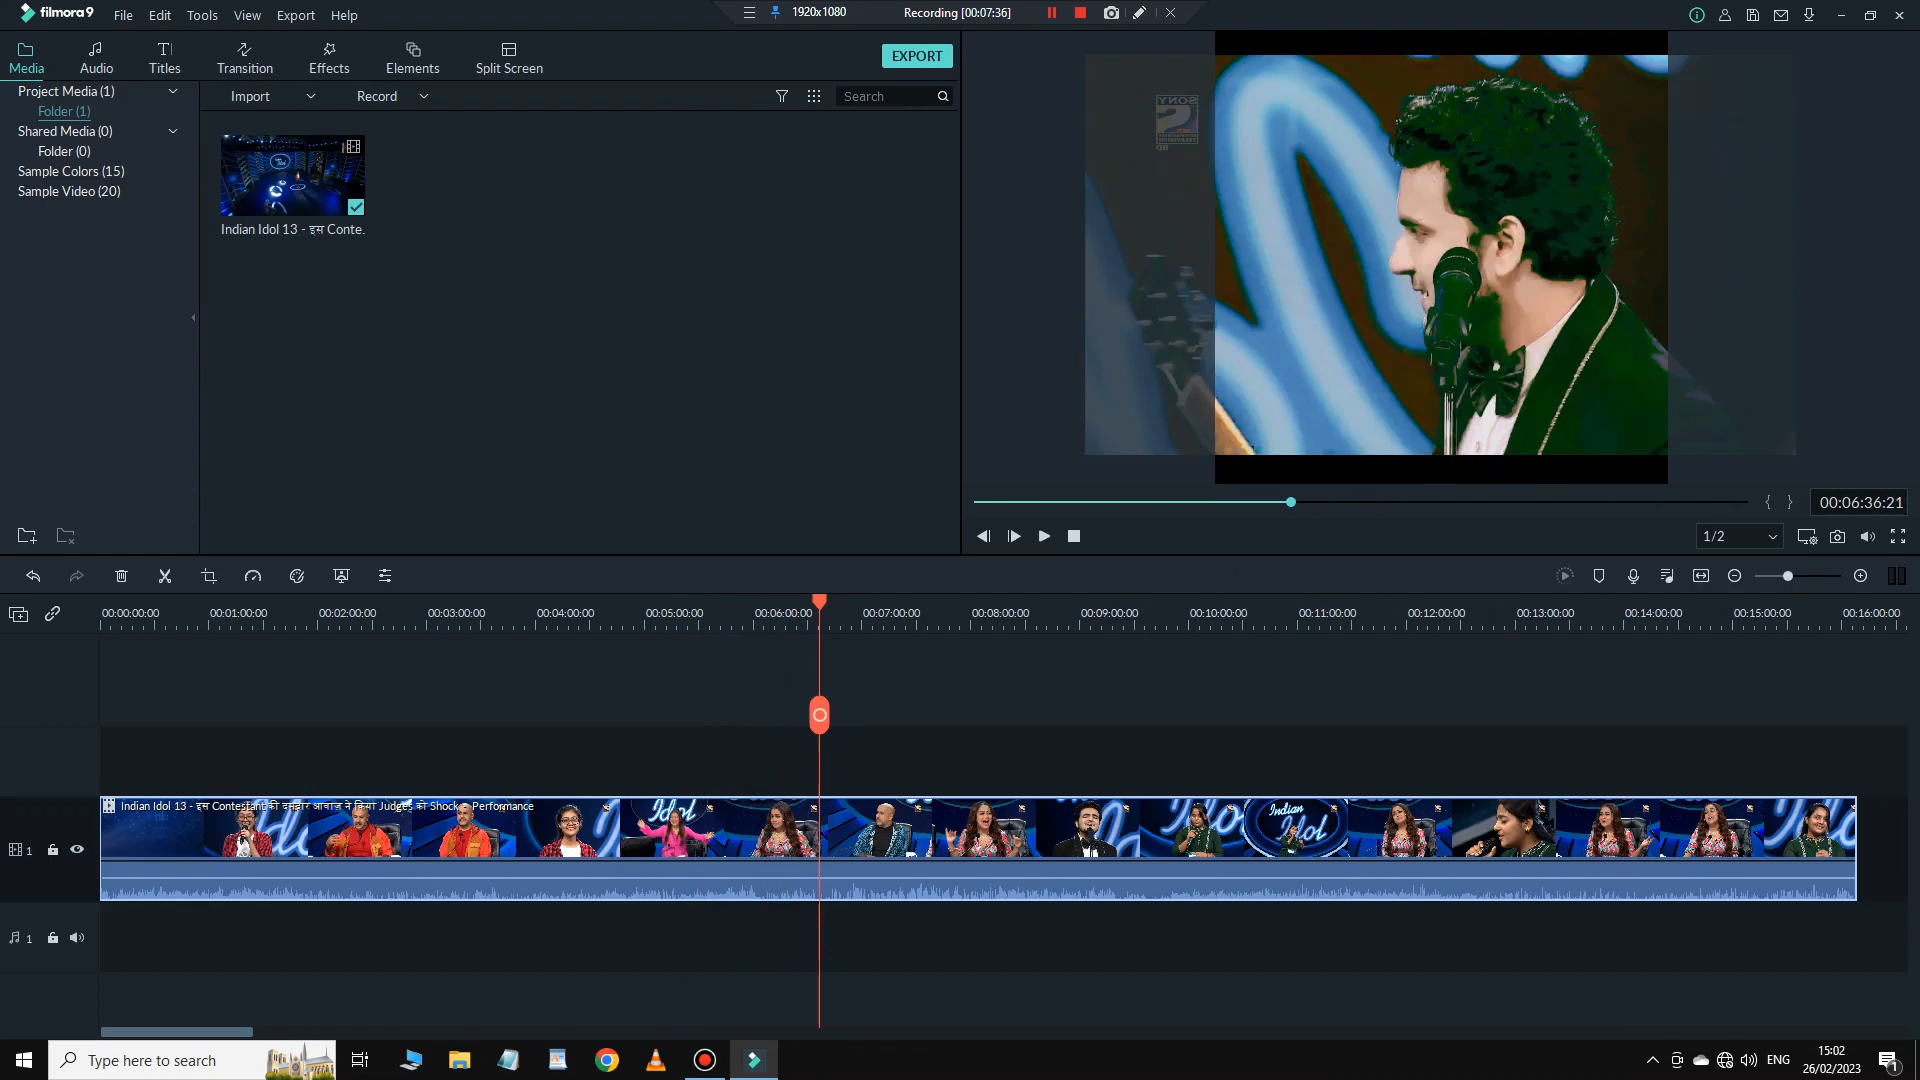 filmora9
File Edit Tools View Export Help
1920x1080 Recording [00:07:36]
Media Audio Titles Transition Effects Elements Split Screen
EXPORT
Project Media (1)
Folder (1)
Shared Media (0)
Folder (0)
Sample Colors (15)
Sample Video (20)
Import Record Search
Indian Idol 13 - इस Conte.
{ } 00:06:36:21
1/2
00:00:00:00 00:01:00:00 00:02:00:00 00:03:00:00 00:04:00:00 00:05:00:00 00:06:00:00 00:07:00:00 00:08:00:00 00:09:00:00 00:10:00:00 00:11:00:00 00:12:00:00 00:13:00:00 00:14:00:00 00:15:00:00 00:16:00:00
Indian Idol 13 - इस Contestant की दमदार आवाज़ ने किया Judges को Shock - Performance
Idol
Indian
Idol
1
1
Type here to search
ENG
15:02
26/02/2023
1